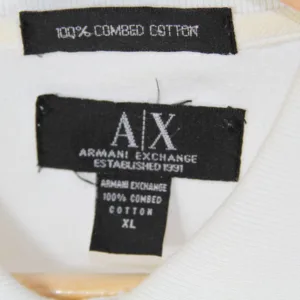 100% COMBED COTTON
A|X
ARMANI EXCHANGE
ESTABLISHED 1991
ARMANI EXCHANGE
100% COMBED
COTTON
XL